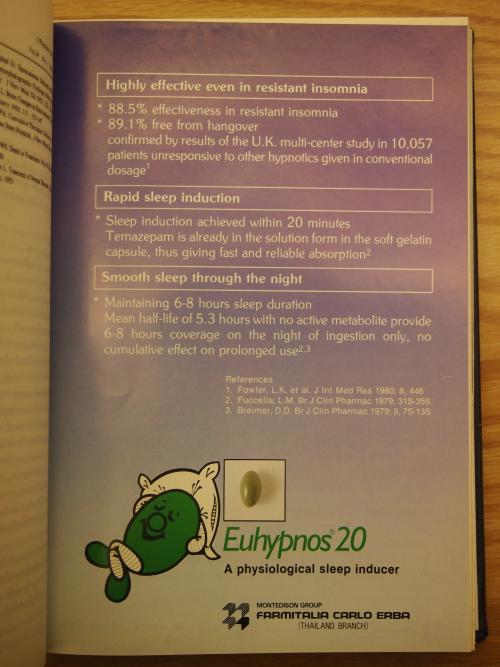 Highly effective even in resistant insomnia
* 88.5% effectiveness in resistant insomnia
* 89.1% free from hangover
confirmed by results of the U.K. multi-center study in 10,057
patients unresponsive to other hypnotics given in conventional
dosage1
Rapid sleep induction
* Sleep induction achieved within 20 minutes
Temazepam is already in the solution form in the soft gelatin
capsule, thus giving fast and reliable absorption2
Smooth sleep through the night
* Maintaining 6-8 hours sleep duration
Mean half-life of 5.3 hours with no active metabolite provide
6-8 hours coverage on the night of ingestion only, no
cumulative effect on prolonged use2,3
References
1. Fowler, L.K. et al. J Int Med Res 1980; 8, 446
2. Fuccella, L.M. Br J Clin Pharmac 1979; 31S-35S
3. Breimer, D.D. Br J Clin Pharmac 1979; 8, 7S-13S
Euhypnos® 20
A physiological sleep inducer
MONTEDISON GROUP
FARMITALIA CARLO ERBA
(THAILAND BRANCH)